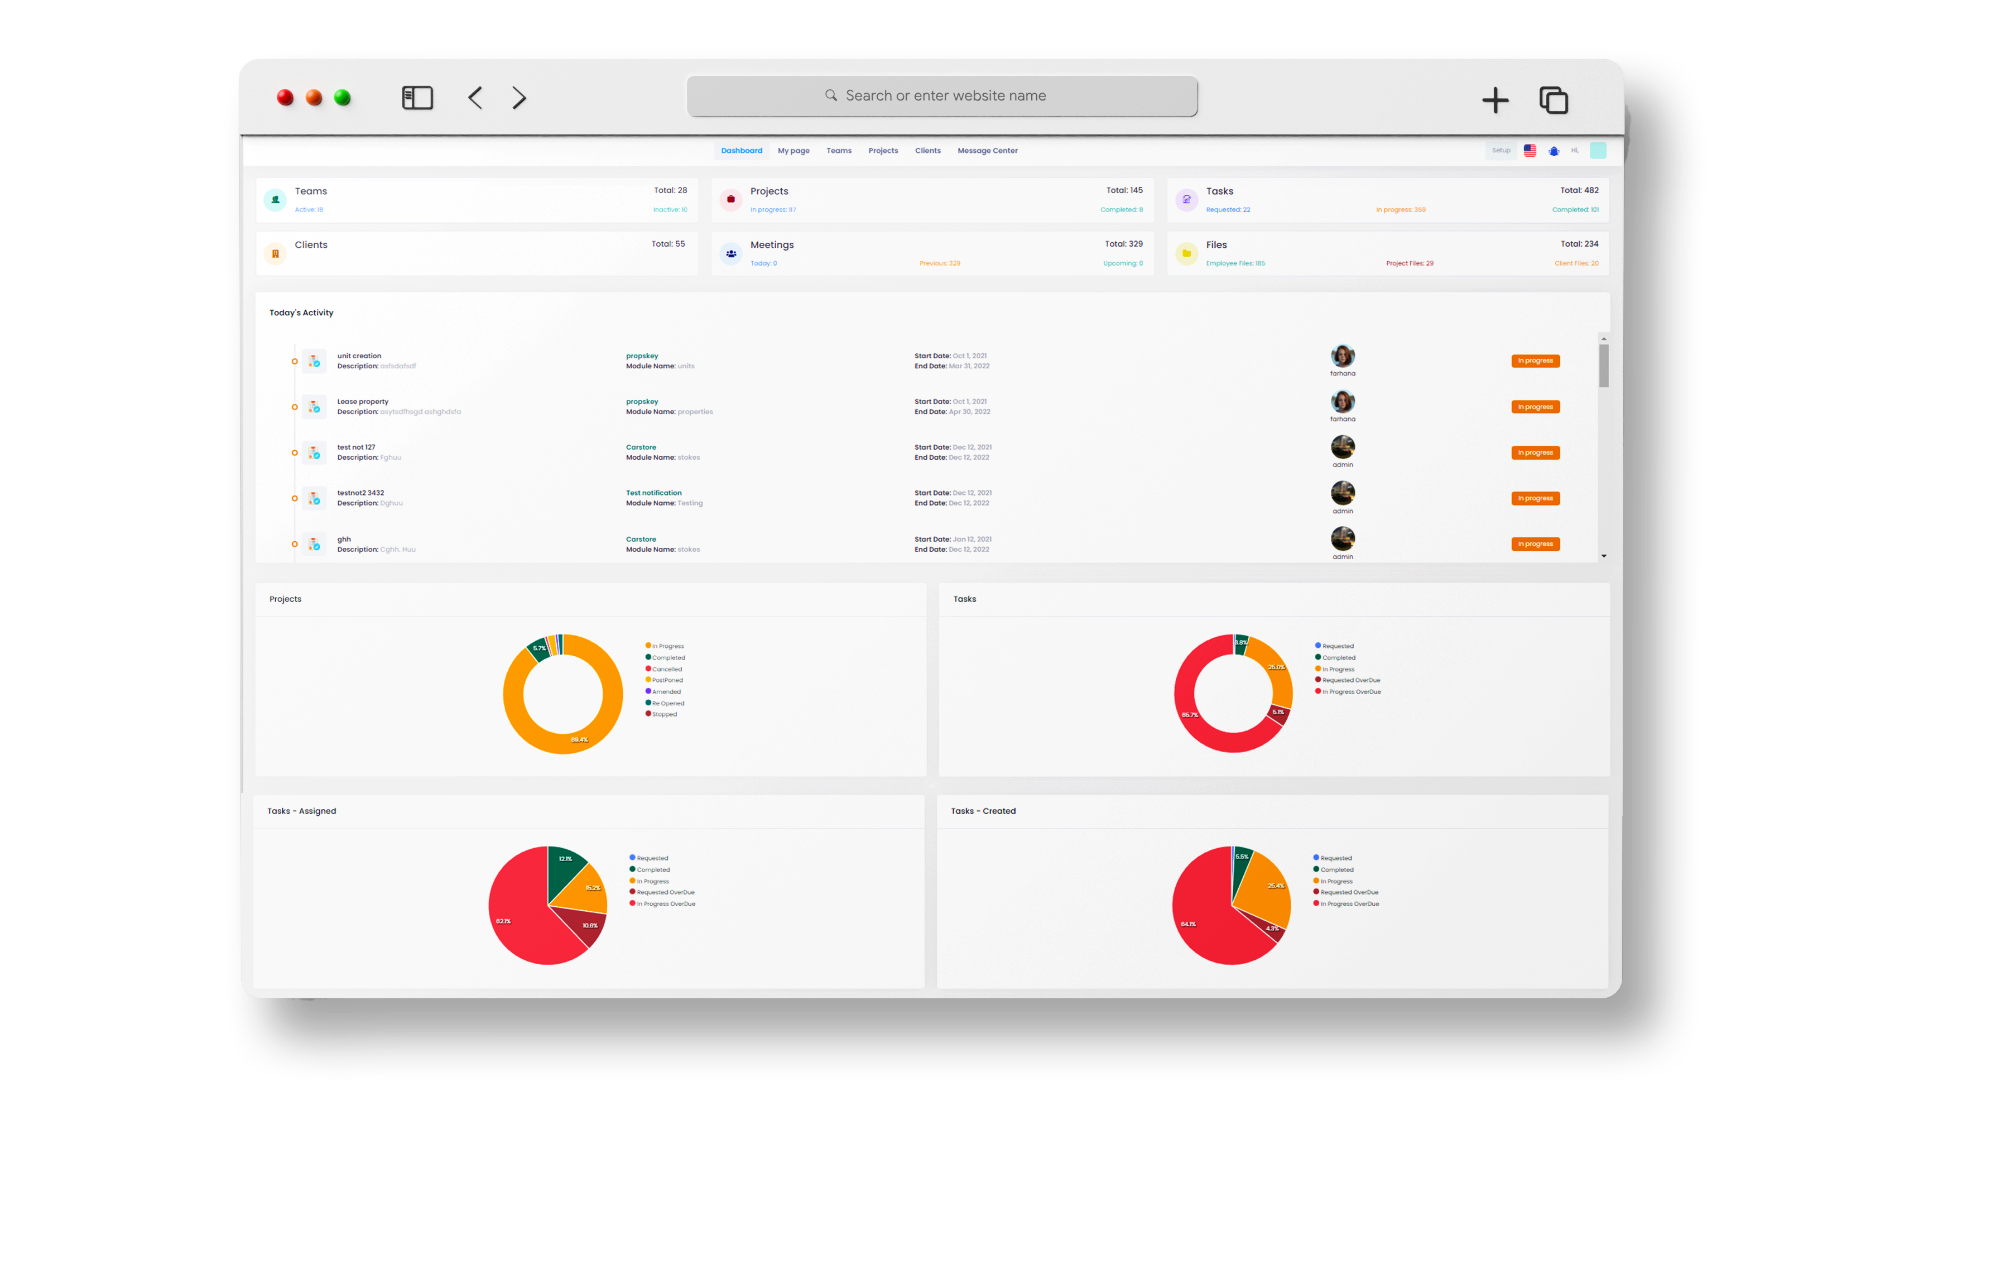 Search or enter website name
Dashboard My page Teams Projects Clients Message Center Setup Hi,
Teams Total: 28
Active: 18 Inactive: 10
Projects Total: 145
In progress: 117 Completed: 8
Tasks Total: 482
Requested: 22 In progress: 359 Completed: 101
Clients Total: 55
Meetings Total: 329
Today: 0 Previous: 329 Upcoming: 0
Files Total: 234
Employee Files: 185 Project Files: 29 Client Files: 20
Today's Activity
unit creation propskey Start Date: Oct 1, 2021
Description: asfsdafsdf Module Name: units End Date: Mar 31, 2022
farhana
In progress
Lease property propskey Start Date: Oct 1, 2021
Description: asytsdfhsgd ashghdsfa Module Name: properties End Date: Apr 30, 2022
farhana
In progress
test not 127 Carstore Start Date: Dec 12, 2021
Description: Fghuu Module Name: stokes End Date: Dec 12, 2022
admin
In progress
testnot2 3432 Test notification Start Date: Dec 12, 2021
Description: Dghuu Module Name: Testing End Date: Dec 12, 2022
admin
In progress
ghh Carstore Start Date: Jan 12, 2021
Description: Cghh. Huu Module Name: stokes End Date: Dec 12, 2022
admin
In progress
Projects
5.7%
89.4%
In Progress
Completed
Cancelled
PostPoned
Amended
Re Opened
Stopped
Tasks
3.8%
25.0%
5.1%
65.7%
Requested
Completed
In Progress
Requested OverDue
In Progress OverDue
Tasks - Assigned
12.1%
15.2%
10.6%
62.1%
Requested
Completed
In Progress
Requested OverDue
In Progress OverDue
Tasks - Created
5.5%
25.4%
4.3%
64.1%
Requested
Completed
In Progress
Requested OverDue
In Progress OverDue